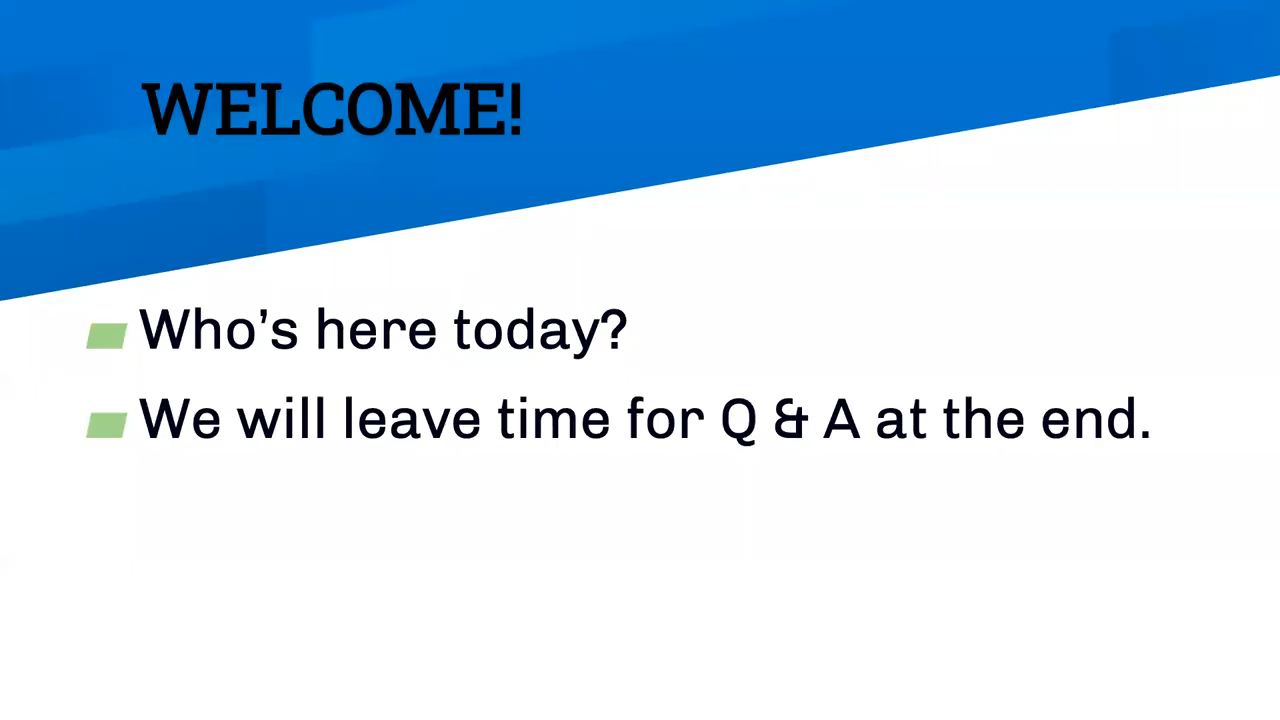 WELCOME!
Who’s here today?
We will leave time for Q & A at the end.